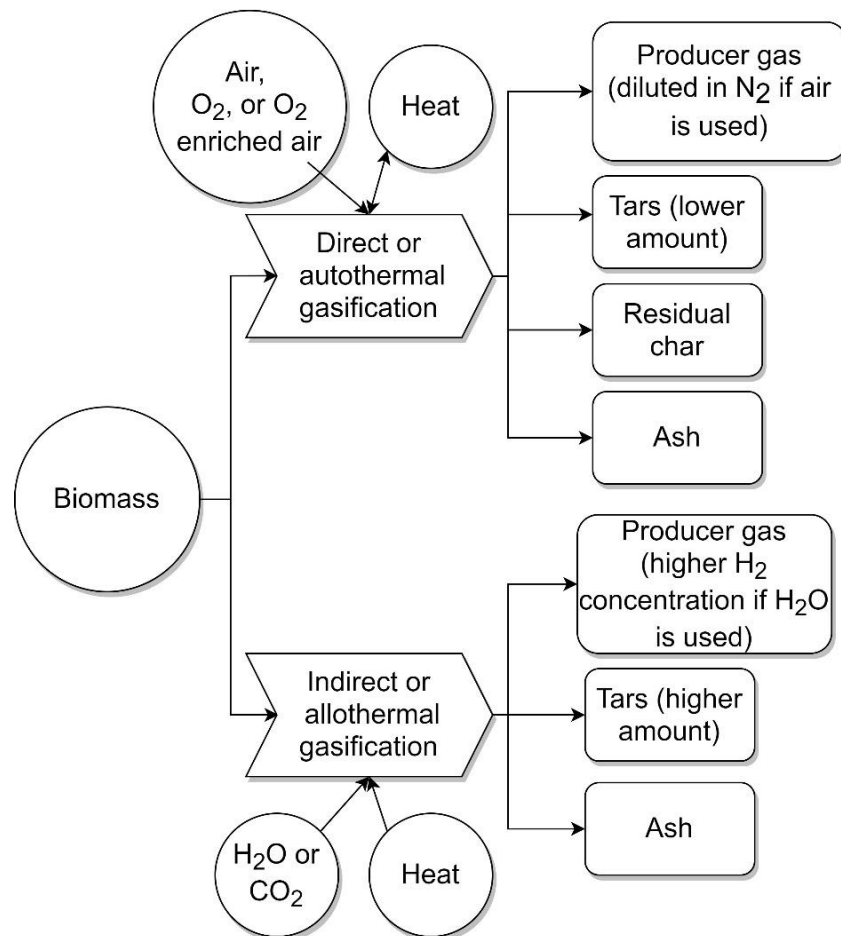 Air,
O₂, or O₂
enriched air
Heat
Producer gas
(diluted in N₂ if air
is used)
Direct or
autothermal
gasification
Tars (lower
amount)
Residual
char
Ash
Biomass
Producer gas
(higher H₂
concentration if H₂O
is used)
Indirect or
allothermal
gasification
Tars (higher
amount)
H₂O or
CO₂
Heat
Ash